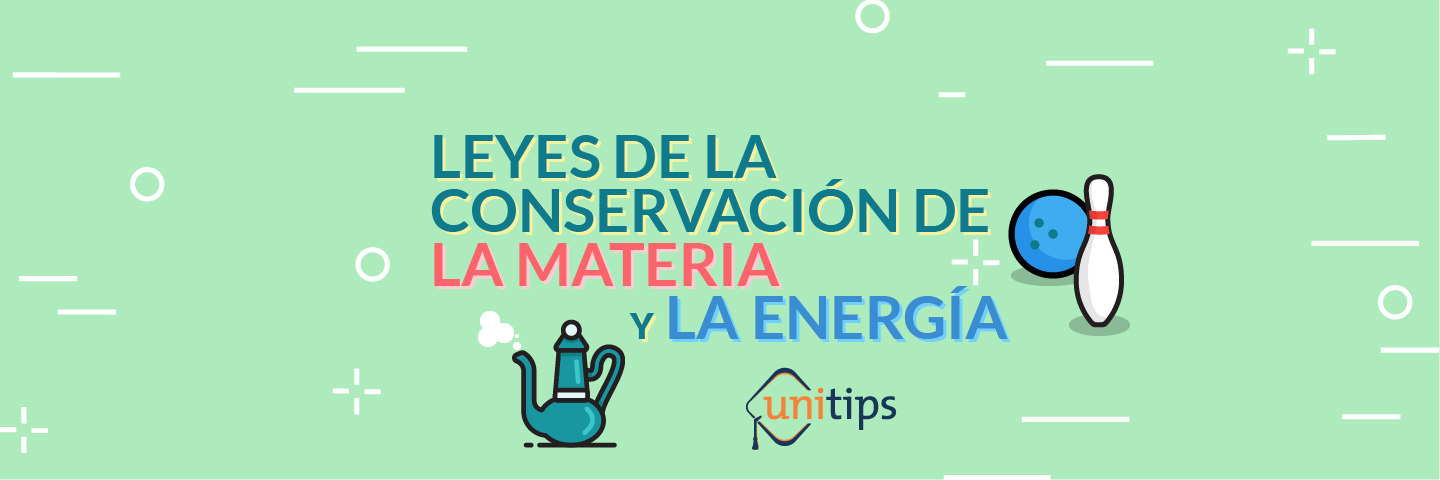 LEYES DE LA
CONSERVACIÓN DE
LA MATERIA
Y LA ENERGÍA
unitips